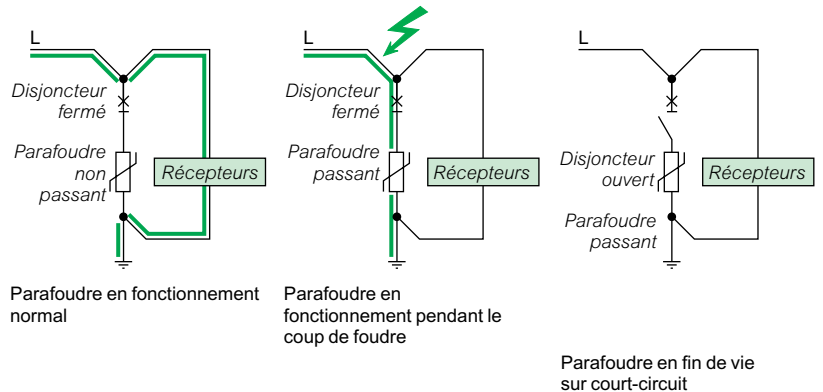 L
Disjoncteur
fermé
Parafoudre
non
passant
Récepteurs
Parafoudre en fonctionnement
normal
L
Disjoncteur
fermé
Parafoudre
passant
Récepteurs
Parafoudre en
fonctionnement pendant le
coup de foudre
L
Disjoncteur
ouvert
Parafoudre
passant
Récepteurs
Parafoudre en fin de vie
sur court-circuit